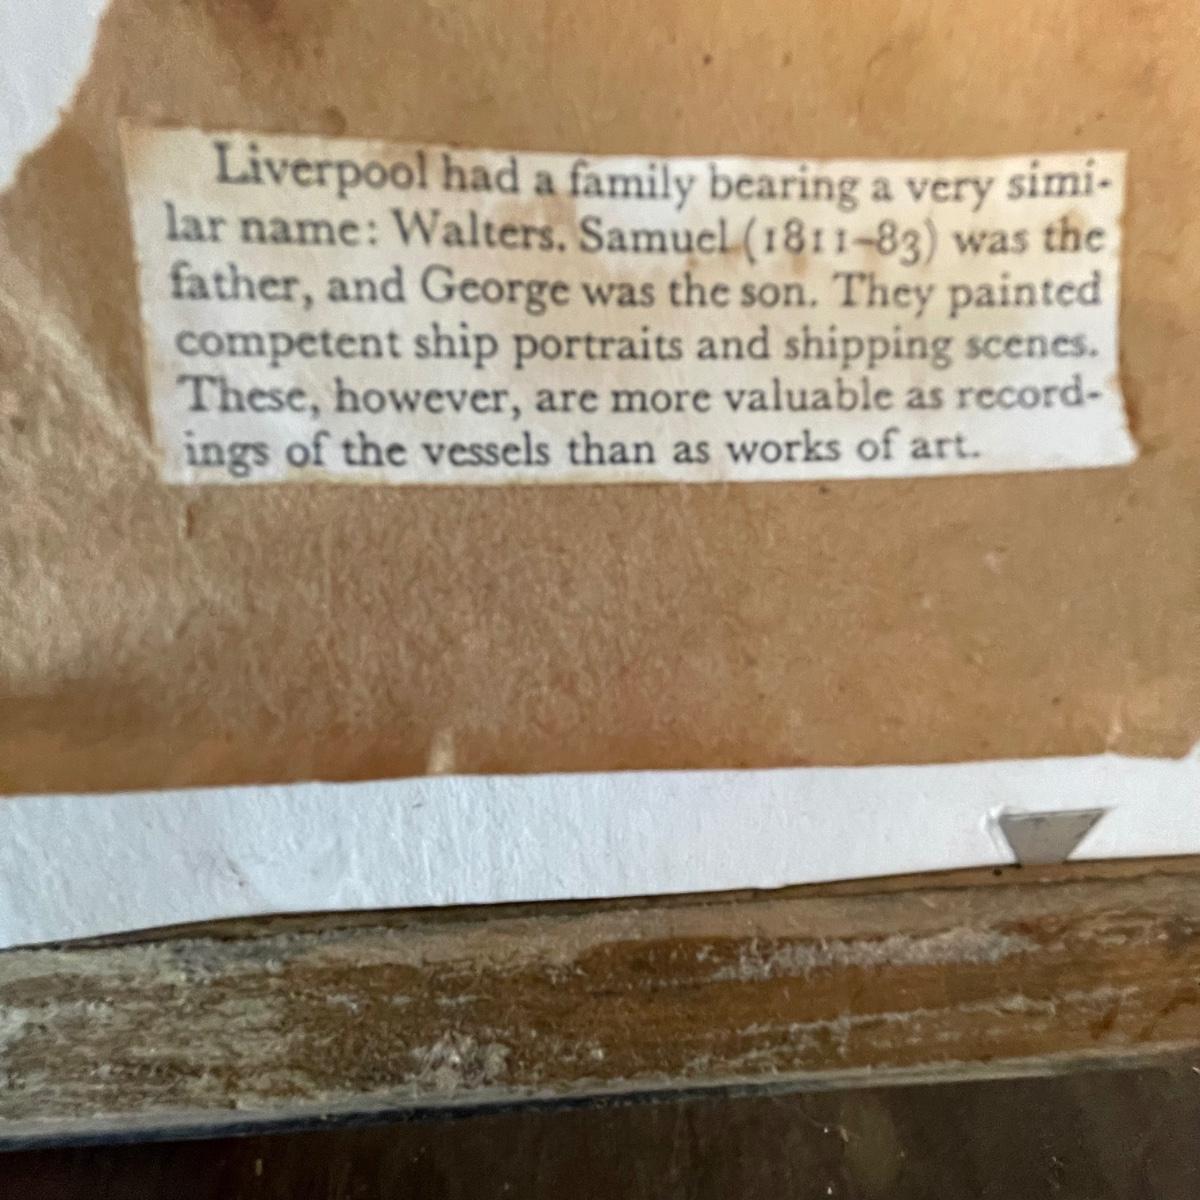 Liverpool had a family bearing a very simi-
lar name: Walters. Samuel (1811–83) was the
father, and George was the son. They painted
competent ship portraits and shipping scenes.
These, however, are more valuable as record-
ings of the vessels than as works of art.